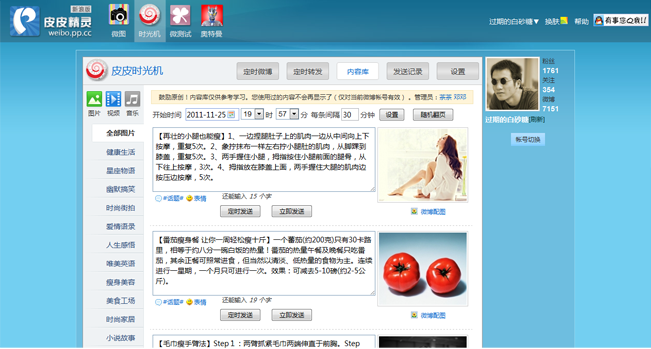 皮皮精灵 新浪版
weibo.pp.cc
微图 时光机 微测试 奥特曼
过期的白砂糖▼ 换肤 帮助 有事您Q我!
皮皮时光机
定时微博 定时转发 内容库 发送记录 设置
图片 视频 音乐
鼓励原创！内容库仅供参考学习。您使用过的内容不会再显示了（仅对当前微博帐号有效）。管理员：茶茶 邓邓
开始时间 2011-11-25 19 时 57 分 每条间隔 30 分钟 设置 随机翻页
全部图片
健康生活
星座物语
幽默搞笑
时尚街拍
爱情语录
人生感悟
唯美英语
瘦身美容
美食工场
时尚家居
小说故事
【再壮的小腿也能瘦】1、一边捏腿肚子上的肌肉一边从中间向上下
按摩，重复5次。2、象拧抹布一样左右拧小腿肚的肌肉，从脚踝到
膝盖，重复5次。3、两手握住小腿，拇指按住小腿前面的腿骨，从
下往上按摩，3次。4、拇指放在膝盖上面，两手握住大腿的肌肉边
按压边按摩，5次。
#话题# 表情 还能输入 15 个字
定时发送 立即发送
微博配图
【番茄瘦身餐 让你一周轻松瘦十斤】一个番茄(约200克)只有30卡路
里，相等于约八分一碗白饭的热量！番茄的热量午餐及晚餐只吃番
茄，其余正餐可照常进食，但当然以清淡、低热量的食物为主。连续
进行一星期，一个月只可进行一次。效果：可减去5-10磅(约2-5公
斤)。
#话题# 表情 还能输入 19 个字
定时发送 立即发送
微博配图
【毛巾瘦手臂法】Step 1：两臂抓紧毛巾两端伸直于前胸。Step
粉丝
1761
关注
354
微博
7151
过期的白砂糖[刷新]
帐号切换